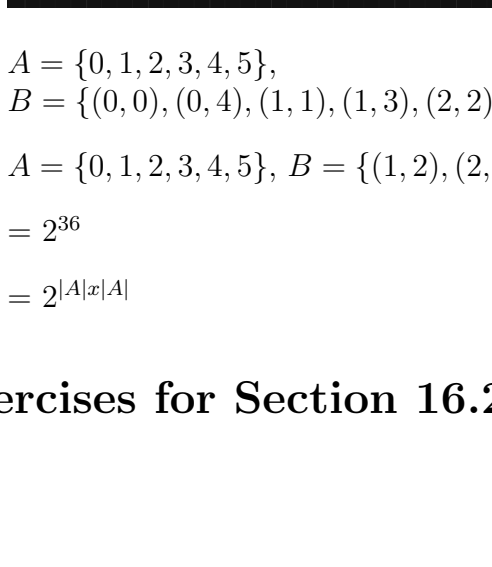 A = {0, 1, 2, 3, 4, 5},
B = {(0, 0), (0, 4), (1, 1), (1, 3), (2, 2)
A = {0, 1, 2, 3, 4, 5}, B = {(1, 2), (2,
= 2^{36}
= 2^{|A|x|A|}
ercises for Section 16.2